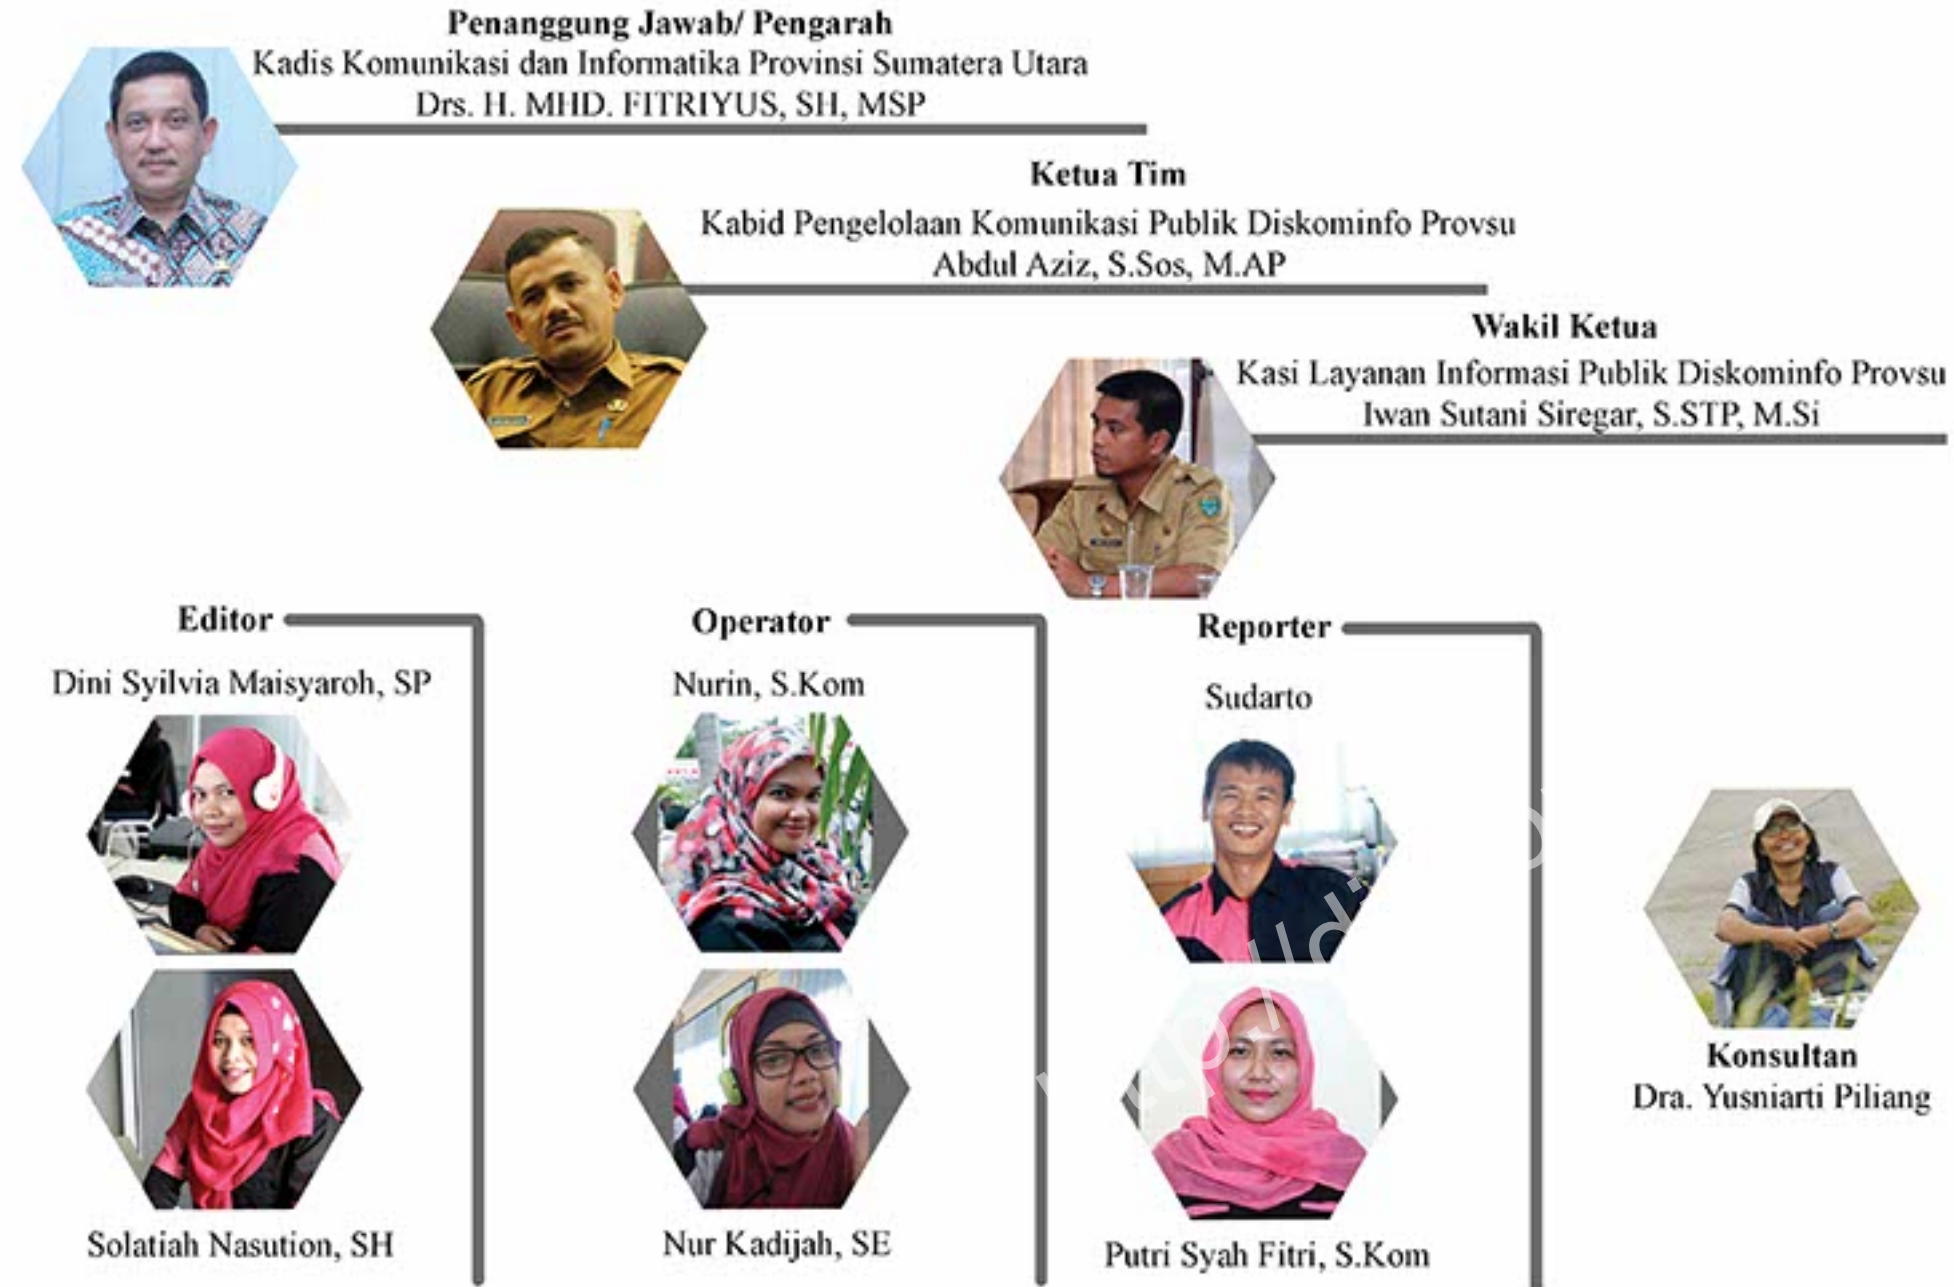 Penanggung Jawab/ Pengarah
Kadis Komunikasi dan Informatika Provinsi Sumatera Utara
Drs. H. MHD. FITRIYUS, SH, MSP
Ketua Tim
Kabid Pengelolaan Komunikasi Publik Diskominfo Provsu
Abdul Aziz, S.Sos, M.AP
Wakil Ketua
Kasi Layanan Informasi Publik Diskominfo Provsu
Iwan Sutani Siregar, S.STP, M.Si
Editor
Dini Syilvia Maisyaroh, SP
Solatiah Nasution, SH
Operator
Nurin, S.Kom
Nur Kadijah, SE
Reporter
Sudarto
Putri Syah Fitri, S.Kom
Konsultan
Dra. Yusniarti Piliang